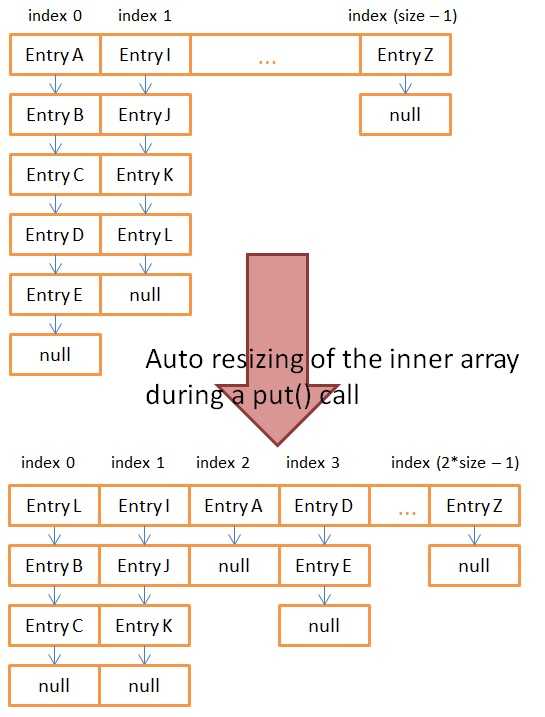 index 0 index 1 index (size – 1)
Entry A Entry I ... Entry Z
Entry B Entry J null
Entry C Entry K
Entry D Entry L
Entry E null
null
Auto resizing of the inner array
during a put() call
index 0 index 1 index 2 index 3 index (2*size – 1)
Entry L Entry I Entry A Entry D ... Entry Z
Entry B Entry J null Entry E null
Entry C Entry K null
null null